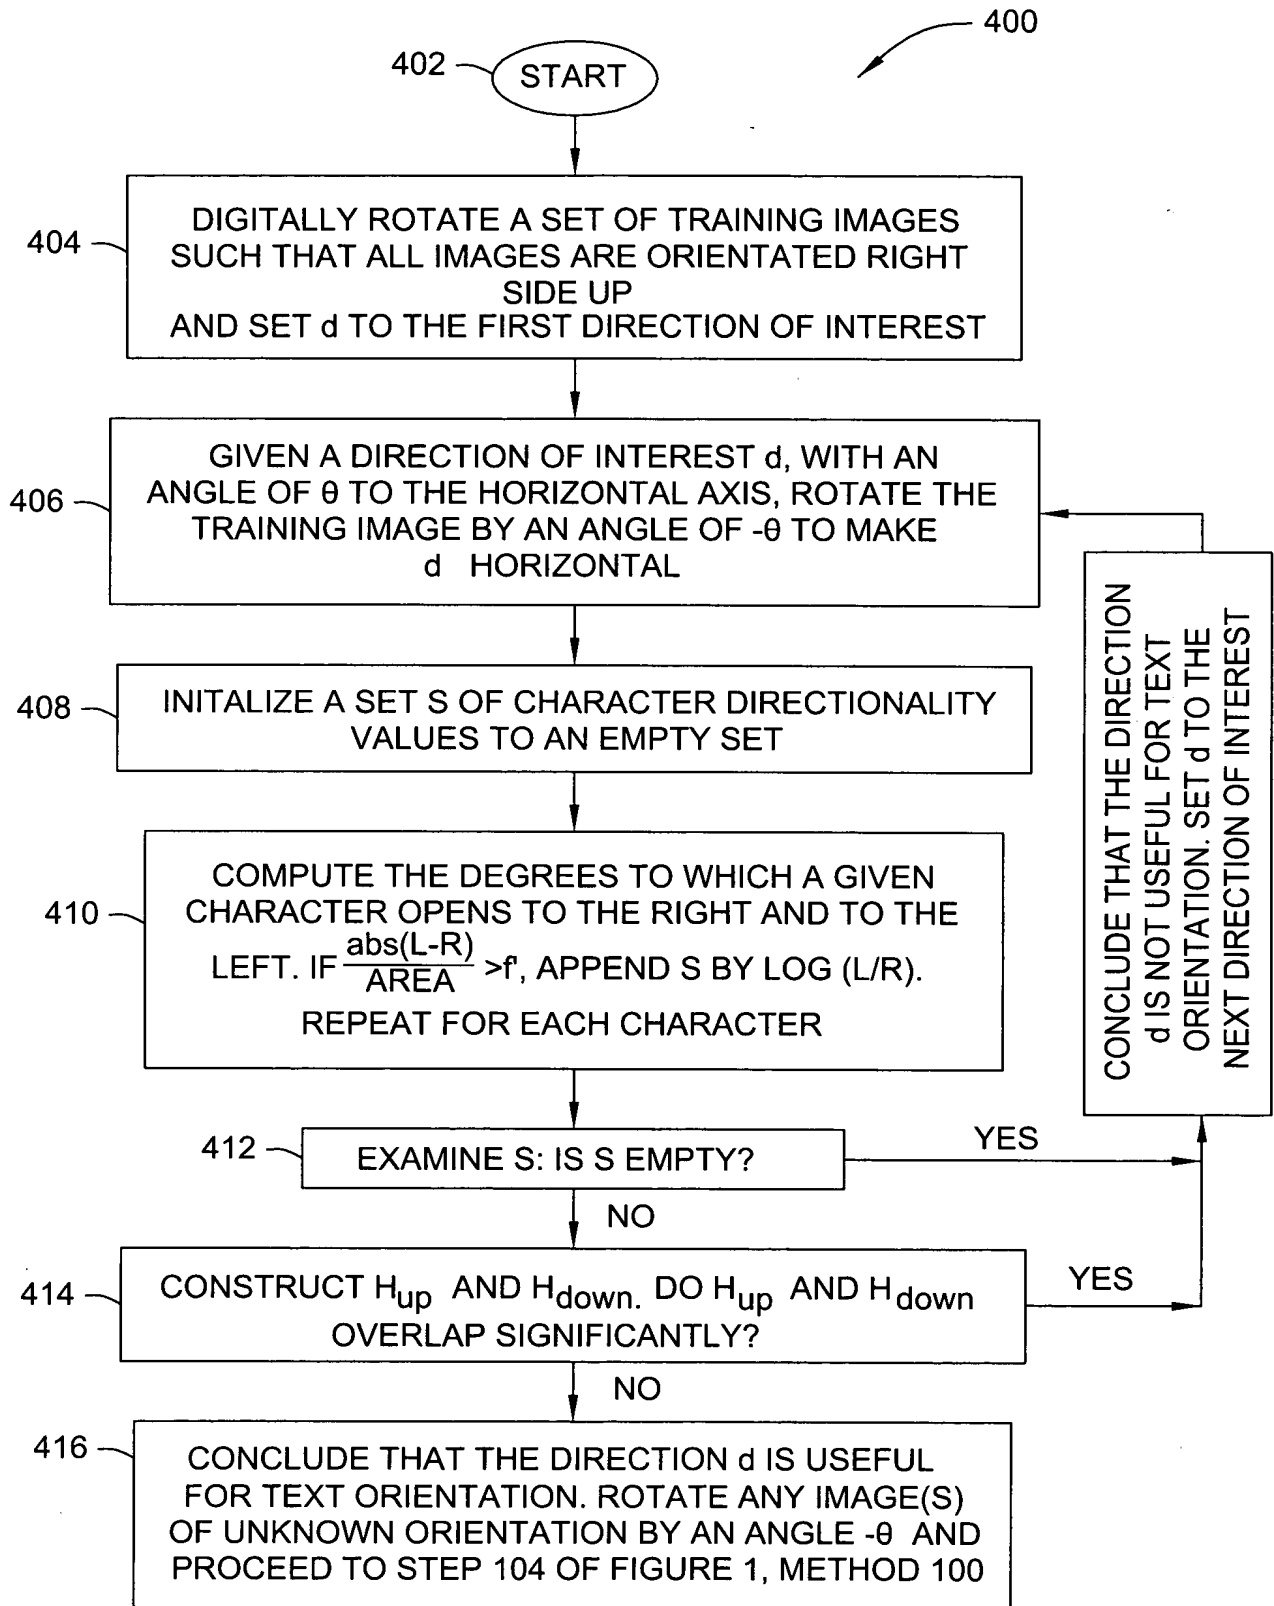 400
402
START
404
DIGITALLY ROTATE A SET OF TRAINING IMAGES
SUCH THAT ALL IMAGES ARE ORIENTATED RIGHT
SIDE UP
AND SET d TO THE FIRST DIRECTION OF INTEREST
406
GIVEN A DIRECTION OF INTEREST d, WITH AN
ANGLE OF θ TO THE HORIZONTAL AXIS, ROTATE THE
TRAINING IMAGE BY AN ANGLE OF -θ TO MAKE
d HORIZONTAL
408
INITALIZE A SET S OF CHARACTER DIRECTIONALITY
VALUES TO AN EMPTY SET
410
COMPUTE THE DEGREES TO WHICH A GIVEN
CHARACTER OPENS TO THE RIGHT AND TO THE
LEFT. IF abs(L-R)/AREA >f', APPEND S BY LOG (L/R).
REPEAT FOR EACH CHARACTER
412
EXAMINE S: IS S EMPTY?
YES
NO
414
CONSTRUCT Hup AND Hdown. DO Hup AND Hdown
OVERLAP SIGNIFICANTLY?
YES
NO
CONCLUDE THAT THE DIRECTION
d IS NOT USEFUL FOR TEXT
ORIENTATION. SET d TO THE
NEXT DIRECTION OF INTEREST
416
CONCLUDE THAT THE DIRECTION d IS USEFUL
FOR TEXT ORIENTATION. ROTATE ANY IMAGE(S)
OF UNKNOWN ORIENTATION BY AN ANGLE -θ AND
PROCEED TO STEP 104 OF FIGURE 1, METHOD 100